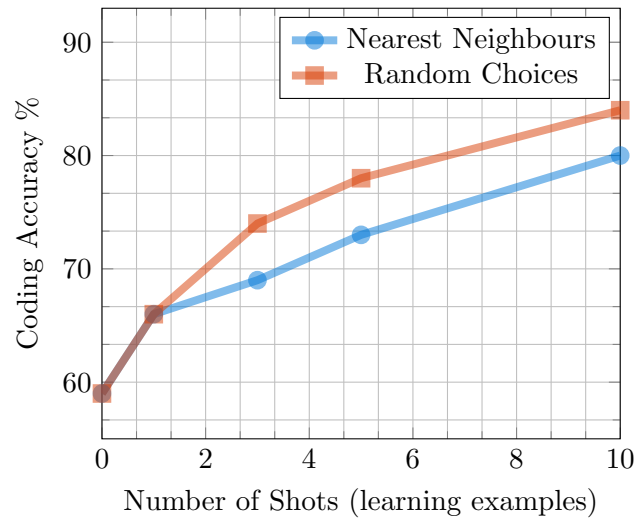 Nearest Neighbours
Random Choices
90
80
70
60
Coding Accuracy %
0 2 4 6 8 10
Number of Shots (learning examples)